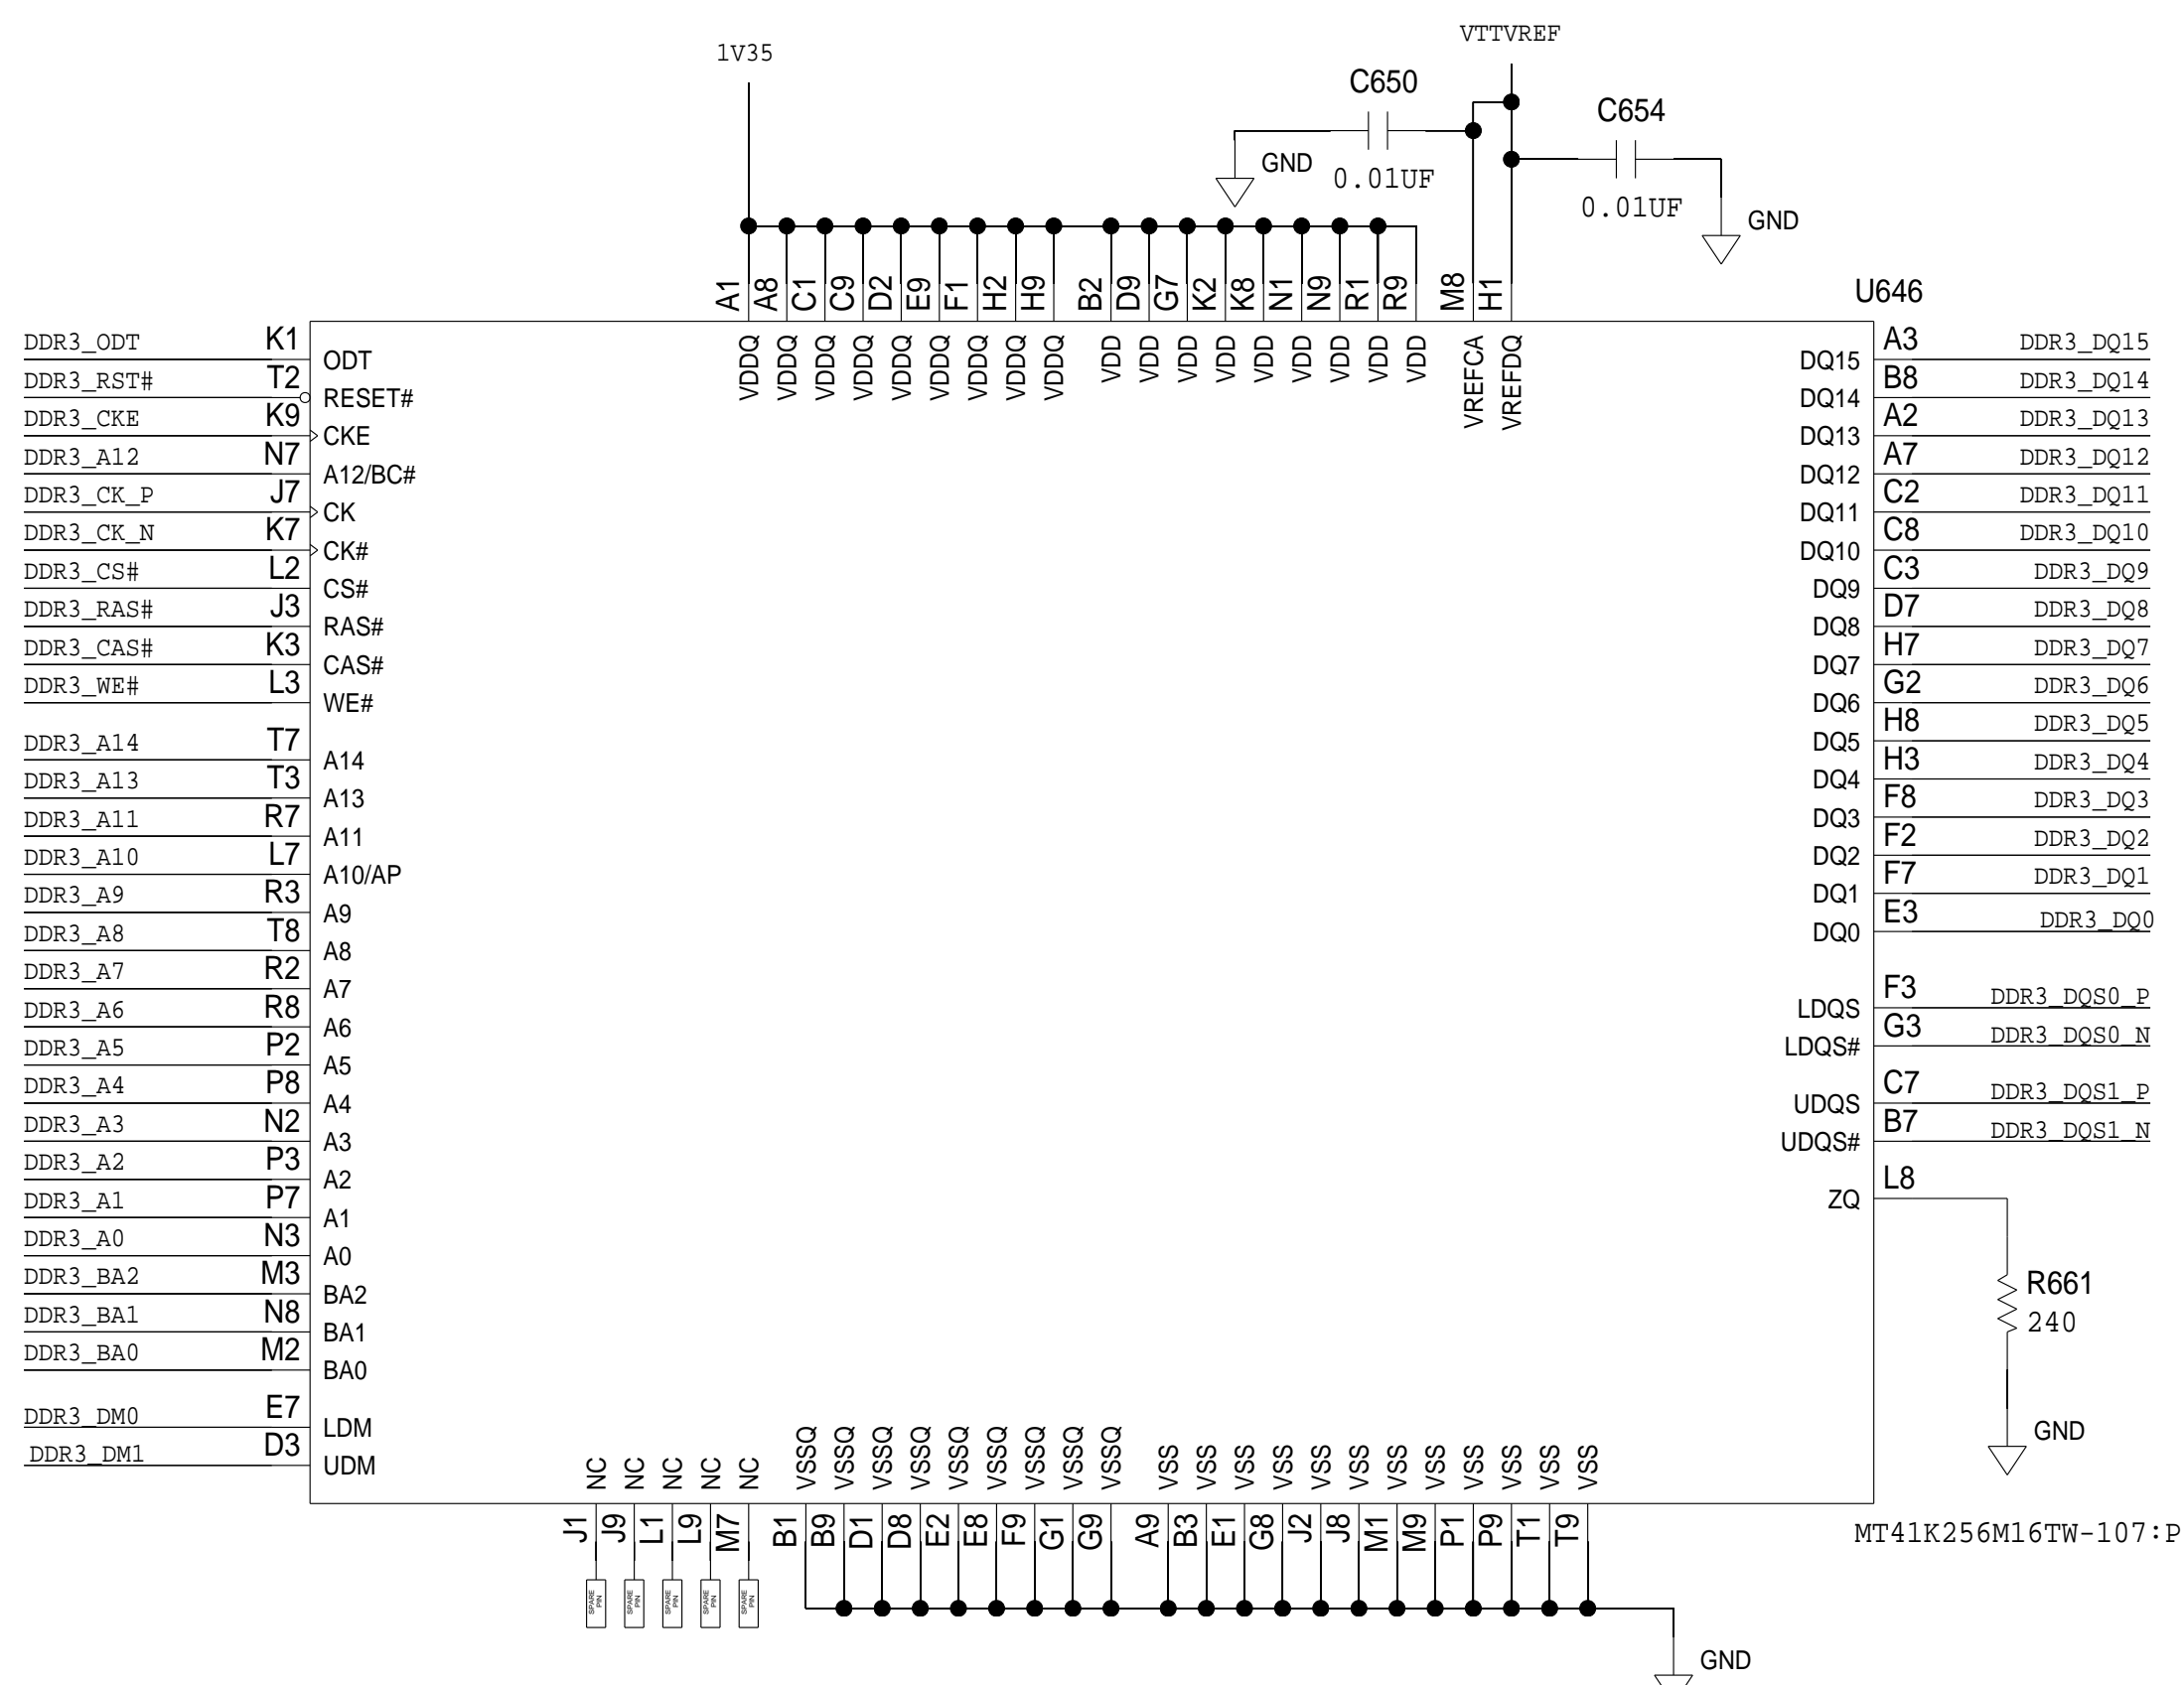 VTTVREF
1V35
C650
C654
GND
0.01UF
0.01UF
GND
A1 A8 C1 C9 D2 E9 F1 H2 H9 B2 D9 G7 K2 K8 N1 N9 R1 R9 M8 H1
U646
VDDQ VDDQ VDDQ VDDQ VDDQ VDDQ VDDQ VDDQ VDDQ VDD VDD VDD VDD VDD VDD VDD VDD VDD VREFCA VREFDQ
DDR3_ODT K1 ODT
DDR3_RST# T2 RESET#
DDR3_CKE K9 CKE
DDR3_A12 N7 A12/BC#
DDR3_CK_P J7 CK
DDR3_CK_N K7 CK#
DDR3_CS# L2 CS#
DDR3_RAS# J3 RAS#
DDR3_CAS# K3 CAS#
DDR3_WE# L3 WE#
DDR3_A14 T7 A14
DDR3_A13 T3 A13
DDR3_A11 R7 A11
DDR3_A10 L7 A10/AP
DDR3_A9 R3 A9
DDR3_A8 T8 A8
DDR3_A7 R2 A7
DDR3_A6 R8 A6
DDR3_A5 P2 A5
DDR3_A4 P8 A4
DDR3_A3 N2 A3
DDR3_A2 P3 A2
DDR3_A1 P7 A1
DDR3_A0 N3 A0
DDR3_BA2 M3 BA2
DDR3_BA1 N8 BA1
DDR3_BA0 M2 BA0
DDR3_DM0 E7 LDM
DDR3_DM1 D3 UDM
DQ15 A3 DDR3_DQ15
DQ14 B8 DDR3_DQ14
DQ13 A2 DDR3_DQ13
DQ12 A7 DDR3_DQ12
DQ11 C2 DDR3_DQ11
DQ10 C8 DDR3_DQ10
DQ9 C3 DDR3_DQ9
DQ8 D7 DDR3_DQ8
DQ7 H7 DDR3_DQ7
DQ6 G2 DDR3_DQ6
DQ5 H8 DDR3_DQ5
DQ4 H3 DDR3_DQ4
DQ3 F8 DDR3_DQ3
DQ2 F2 DDR3_DQ2
DQ1 F7 DDR3_DQ1
DQ0 E3 DDR3_DQ0
LDQS F3 DDR3_DQS0_P
LDQS# G3 DDR3_DQS0_N
UDQS C7 DDR3_DQS1_P
UDQS# B7 DDR3_DQS1_N
ZQ L8
R661
240
GND
NC NC NC NC NC VSSQ VSSQ VSSQ VSSQ VSSQ VSSQ VSSQ VSSQ VSSQ VSS VSS VSS VSS VSS VSS VSS VSS VSS VSS VSS VSS
J1 J9 L1 L9 M7 B1 B9 D1 D8 E2 E8 F9 G1 G9 A9 B3 E1 G8 J2 J8 M1 M9 P1 P9 T1 T9
MT41K256M16TW-107:P
SPARE PIN
SPARE PIN
SPARE PIN
SPARE PIN
SPARE PIN
GND